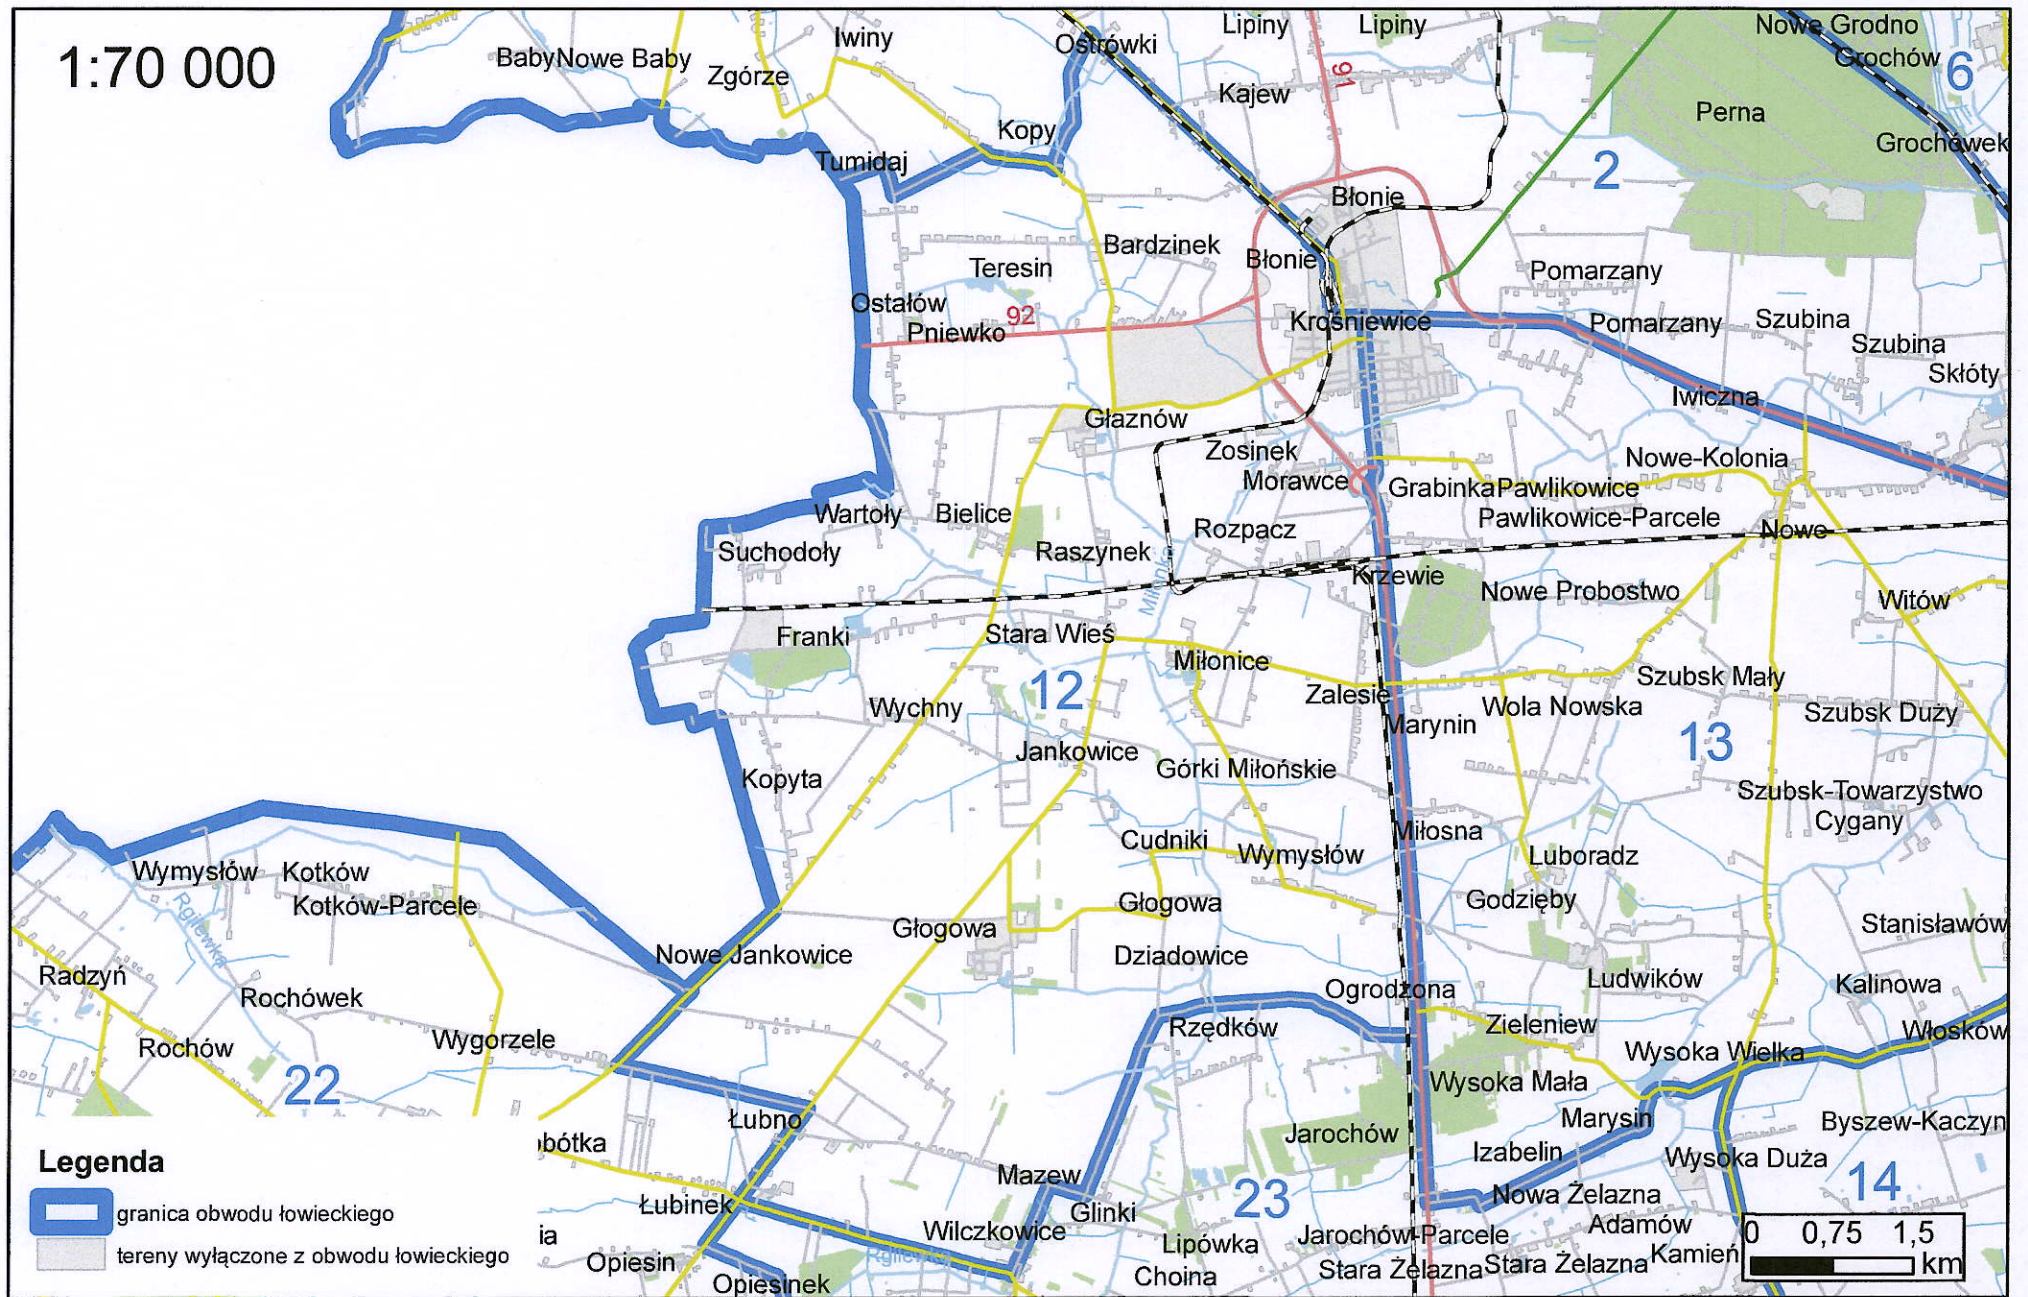 1:70 000
Baby
Nowe Baby
Zgórze
Iwiny
Ostrówki
Lipiny
Lipiny
Nowe Grodno
Grochów
6
91
Kajew
Perna
Kopy
Grochówek
Tumidaj
2
Błonie
Bardzinek
Błonie
Teresin
Pomarzany
Ostałów
92
Pniewko
Krośniewice
Pomarzany
Szubina
Szubina
Skłóty
Iwiczna
Głaznów
Zosinek
Nowe-Kolonia
Morawce
Grabinka
Pawlikowice
Wartoły
Bielice
Pawlikowice-Parcele
Rozpacz
Nowe
Suchodoły
Raszynek
Miłonka
Krzewie
Nowe Probostwo
Witów
Franki
Stara Wieś
Miłonice
12
Szubsk Mały
Zalesie
Wychny
Wola Nowska
Szubsk Duży
Marynin
13
Jankowice
Górki Miłońskie
Kopyta
Szubsk-Towarzystwo
Cygany
Miłosna
Cudniki
Wymysłów
Luboradz
Wymysłów
Kotków
Kotków-Parcele
Głogowa
Godzięby
Rgilewka
Głogowa
Stanisławów
Nowe Jankowice
Dziadowice
Radzyń
Ludwików
Kalinowa
Rochówek
Ogrodzona
Rzędków
Zieleniew
Włosków
Wygorzele
Rochów
Wysoka Wielka
22
Wysoka Mała
Łubno
Marysin
Byszew-Kaczyn
obótka
Jarochów
Izabelin
Legenda
Wysoka Duża
Mazew
14
23
Nowa Żelazna
granica obwodu łowieckiego
Łubinek
Glinki
Adamów
0 0,75 1,5
Wilczkowice
ia
Jarochów-Parcele
Lipówka
tereny wyłączone z obwodu łowieckiego
Rgilewka
Kamień
Opiesin
Stara Żelazna
Stara Żelazna
km
Choina
Opiesinek